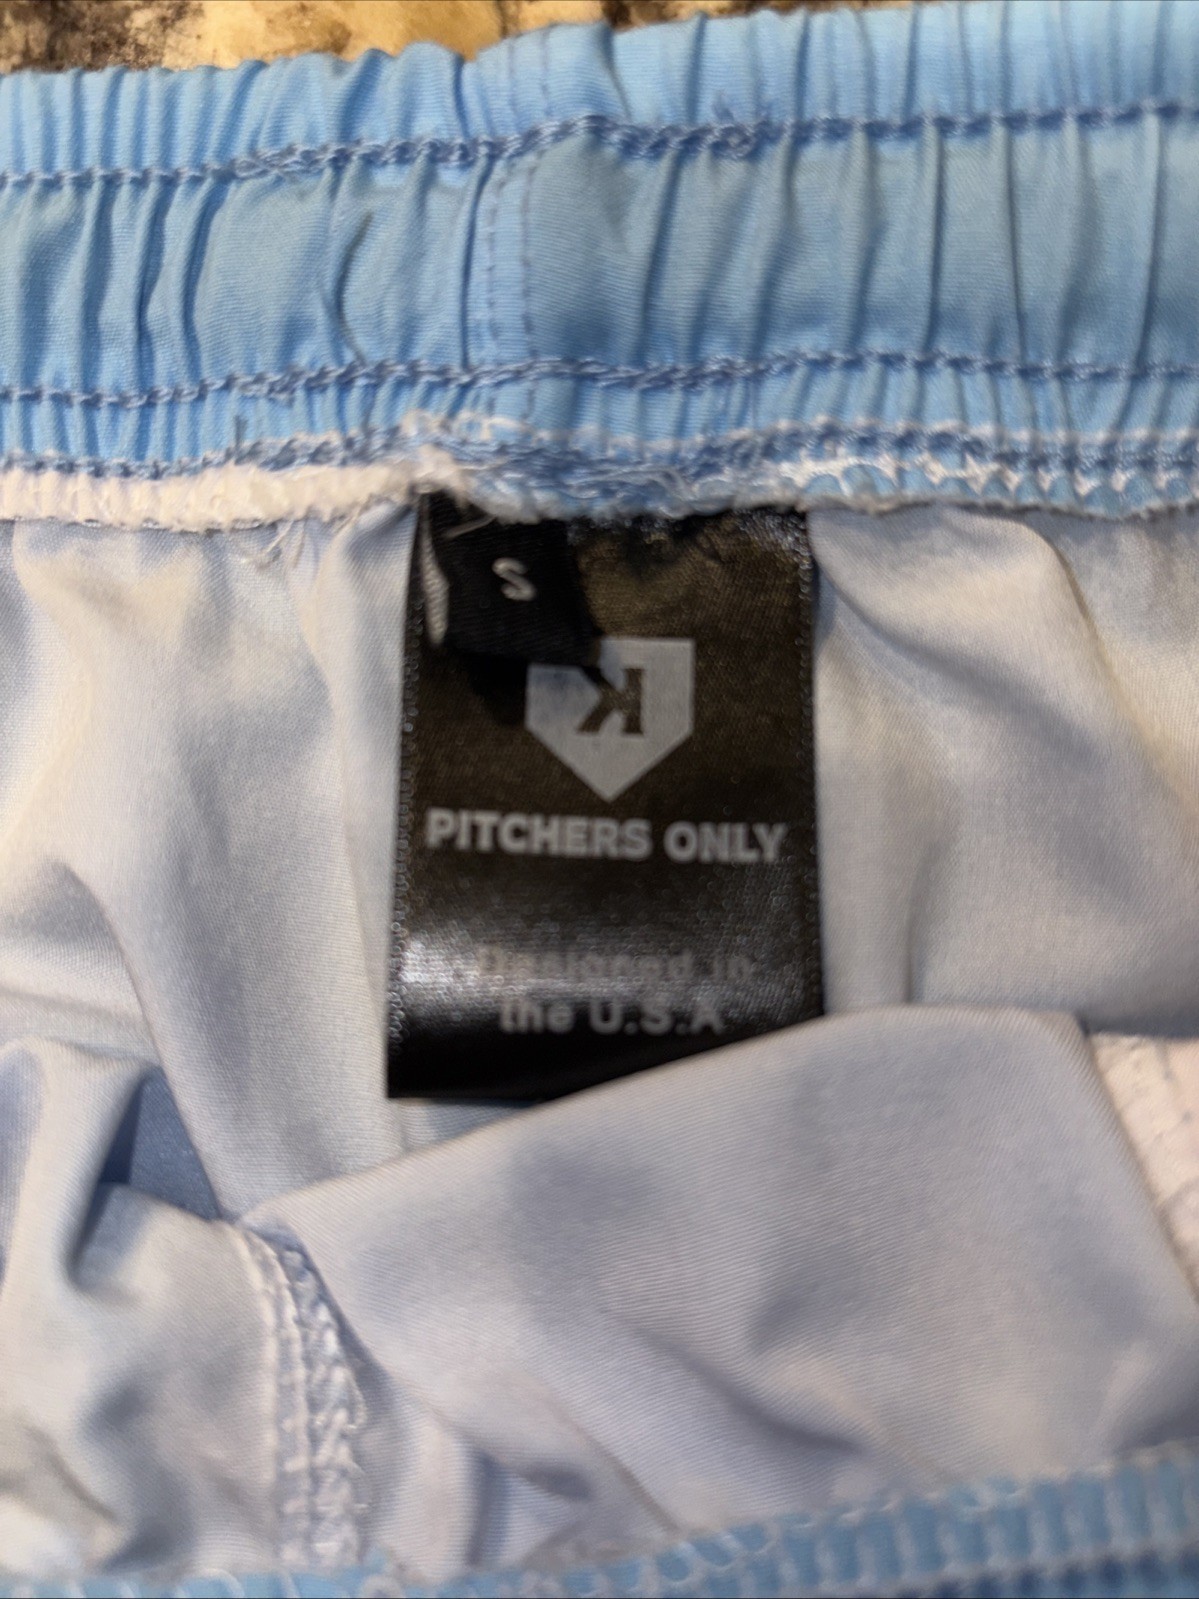 S
ꓘ
PITCHERS ONLY
Designed in
the U.S.A